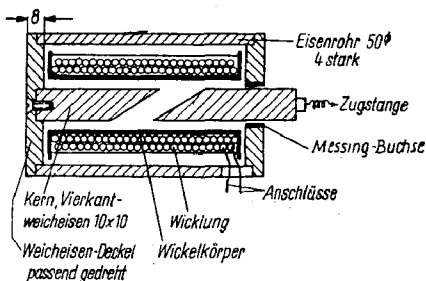 8
Eisenrohr 50⌀
4 stark
Zugstange
Messing-Buchse
Anschlüsse
Kern, Vierkant-
weicheisen 10x10
Wicklung
Wickelkörper
Weicheisen-Deckel
passend gedreht